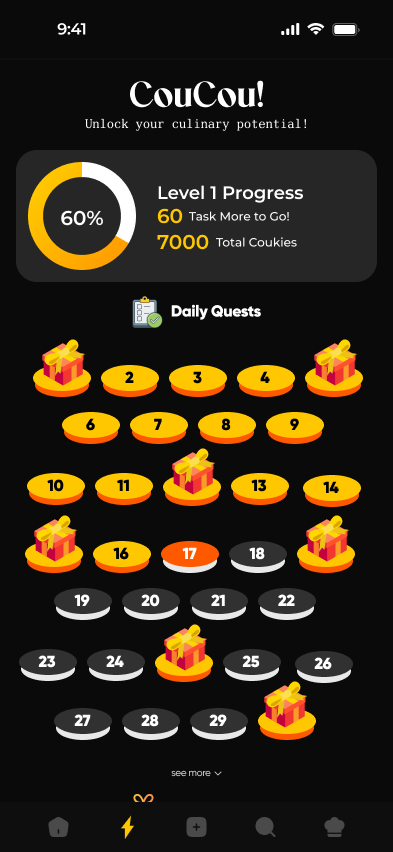 9:41
CouCou!
Unlock your culinary potential!
60%
Level 1 Progress
60 Task More to Go!
7000 Total Coukies
Daily Quests
2 3 4
6 7 8 9
10 11 13 14
16 17 18
19 20 21 22
23 24 25 26
27 28 29
see more